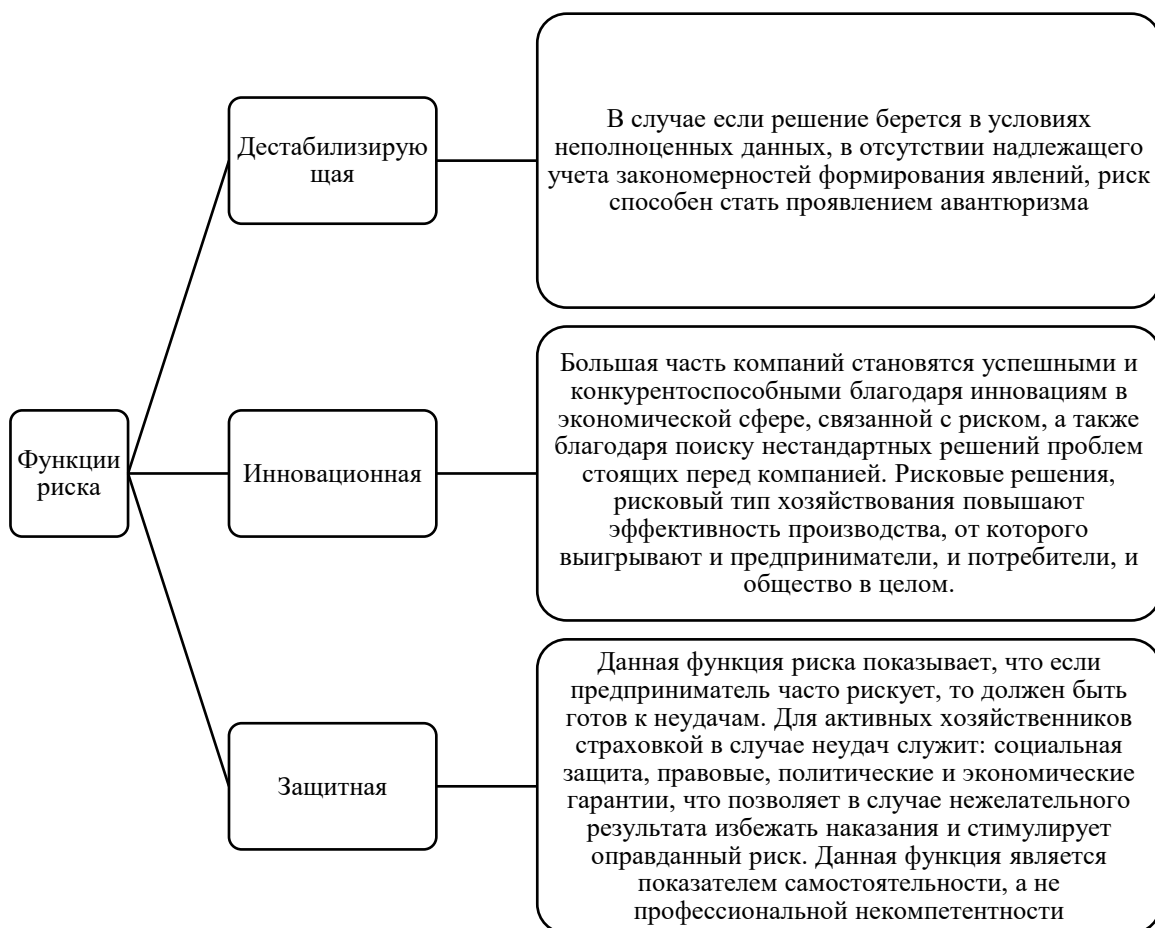 Функции
риска
Дестабилизирую
щая
В случае если решение берется в условиях
неполноценных данных, в отсутствии надлежащего
учета закономерностей формирования явлений, риск
способен стать проявлением авантюризма
Инновационная
Большая часть компаний становятся успешными и
конкурентоспособными благодаря инновациям в
экономической сфере, связанной с риском, а также
благодаря поиску нестандартных решений проблем
стоящих перед компанией. Рисковые решения,
рисковый тип хозяйствования повышают
эффективность производства, от которого
выигрывают и предприниматели, и потребители, и
общество в целом.
Защитная
Данная функция риска показывает, что если
предприниматель часто рискует, то должен быть
готов к неудачам. Для активных хозяйственников
страховкой в случае неудач служит: социальная
защита, правовые, политические и экономические
гарантии, что позволяет в случае нежелательного
результата избежать наказания и стимулирует
оправданный риск. Данная функция является
показателем самостоятельности, а не
профессиональной некомпетентности